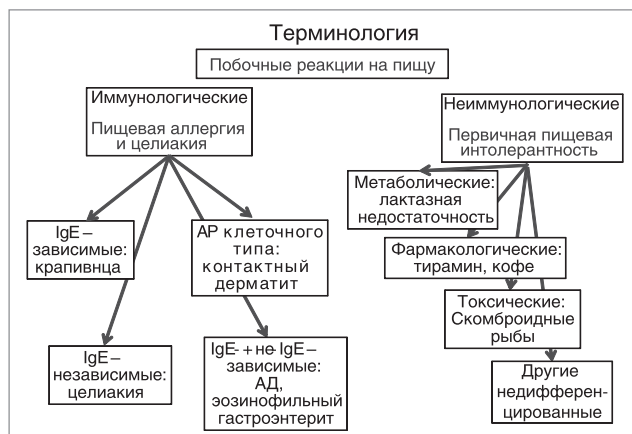 Терминология
Побочные реакции на пищу
Иммунологические
Пищевая аллергия
и целиакия
Неиммунологические
Первичная пищевая
интолерантность
IgE–
зависимые:
крапивнца
АР клеточного
типа:
контактный
дерматит
IgE–
независимые:
целиакия
IgE- + не-IgE–
зависимые:
АД,
эозинофильный
гастроэнтерит
Метаболические:
лактазная
недостаточность
Фармакологические:
тирамин, кофе
Токсические:
Скомброидные
рыбы
Другие
недифферен-
цированные